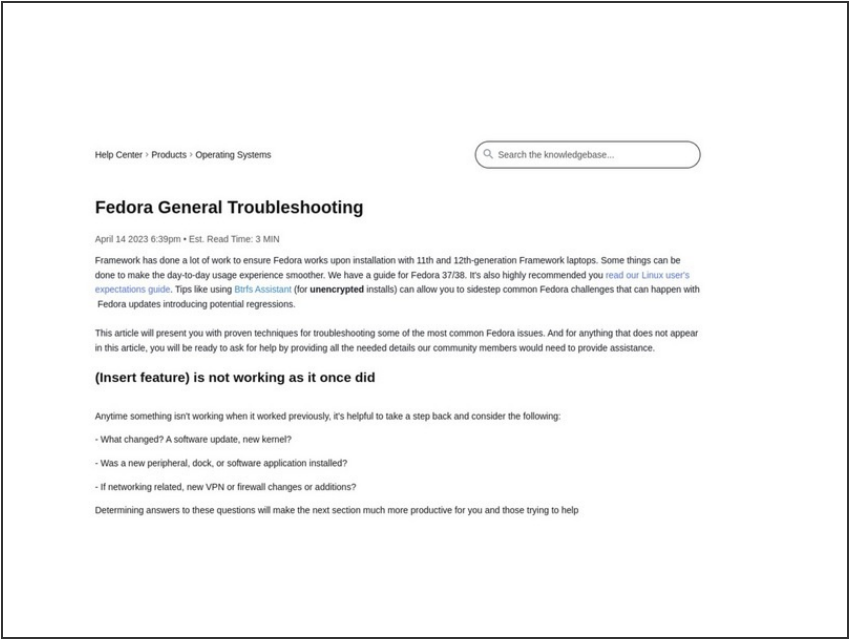 Help Center › Products › Operating Systems
Search the knowledgebase...
Fedora General Troubleshooting
April 14 2023 6:39pm • Est. Read Time: 3 MIN
Framework has done a lot of work to ensure Fedora works upon installation with 11th and 12th-generation Framework laptops. Some things can be
done to make the day-to-day usage experience smoother. We have a guide for Fedora 37/38. It's also highly recommended you read our Linux user's
expectations guide. Tips like using Btrfs Assistant (for unencrypted installs) can allow you to sidestep common Fedora challenges that can happen with
Fedora updates introducing potential regressions.
This article will present you with proven techniques for troubleshooting some of the most common Fedora issues. And for anything that does not appear
in this article, you will be ready to ask for help by providing all the needed details our community members would need to provide assistance.
(Insert feature) is not working as it once did
Anytime something isn't working when it worked previously, it's helpful to take a step back and consider the following:
- What changed? A software update, new kernel?
- Was a new peripheral, dock, or software application installed?
- If networking related, new VPN or firewall changes or additions?
Determining answers to these questions will make the next section much more productive for you and those trying to help